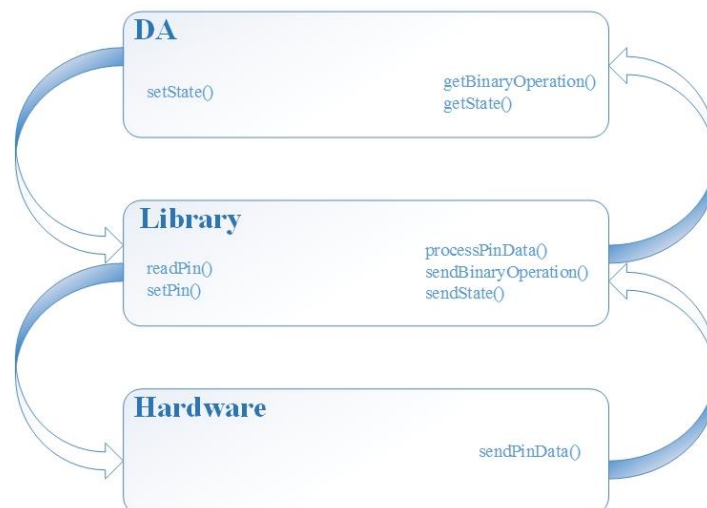 DA
setState()
getBinaryOperation()
getState()
Library
readPin()
setPin()
processPinData()
sendBinaryOperation()
sendState()
Hardware
sendPinData()